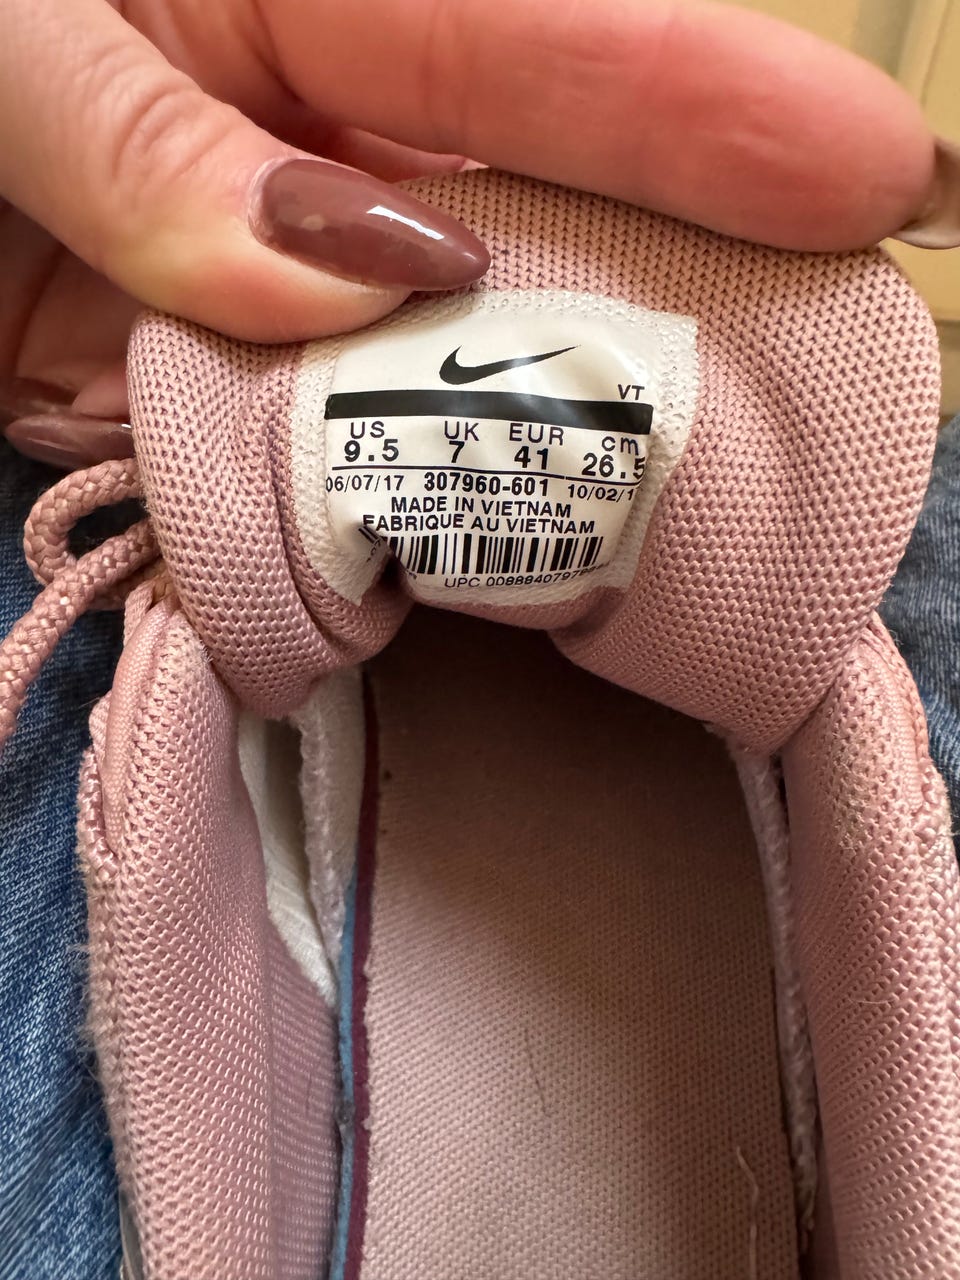 VT
US UK EUR cm
9.5 7 41 26.5
06/07/17 307960-601
MADE IN VIETNAM
FABRIQUE AU VIETNAM
UPC